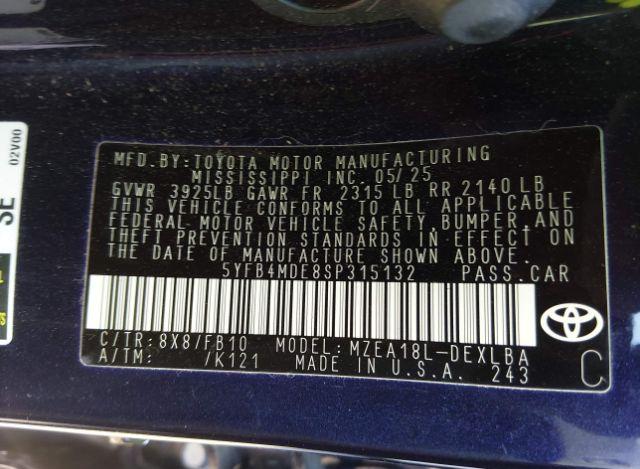 MFD.BY:TOYOTA MOTOR MANUFACTURING
MISSISSIPPI INC. 05/25
GVWR 3925LB GAWR FR 2315 LB RR 2140 LB
THIS VEHICLE CONFORMS TO ALL APPLICABLE
FEDERAL MOTOR VEHICLE SAFETY, BUMPER, AND
THEFT PREVENTION STANDARDS IN EFFECT ON
THE DATE OF MANUFACTURE SHOWN ABOVE.
5YFB4MDE8SP315132 PASS.CAR
C/TR: 8X8/FB10 MODEL: MZEA18L-DEXLBA
A/TM: /K121 MADE IN U.S.A. 243
C
02V00
SE